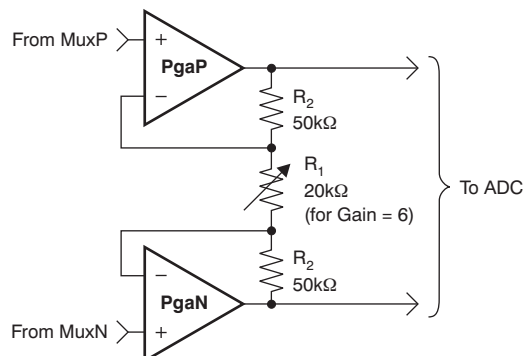 From MuxP
+
PgaP
−
R2
50kΩ
R1
20kΩ
(for Gain = 6)
To ADC
R2
50kΩ
−
PgaN
From MuxN
+